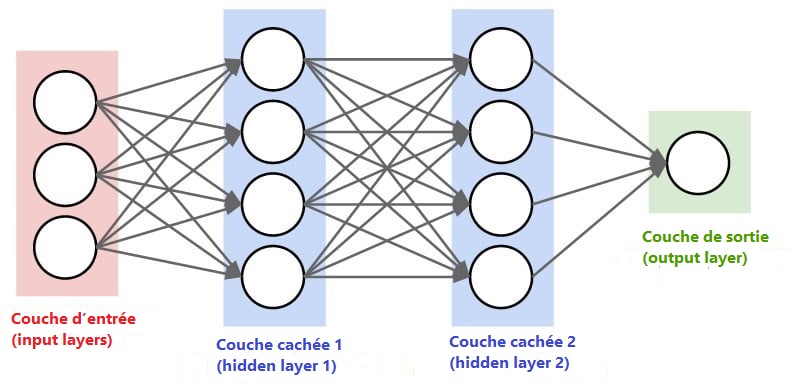 Couche d'entrée
(input layers)
Couche cachée 1
(hidden layer 1)
Couche cachée 2
(hidden layer 2)
Couche de sortie
(output layer)